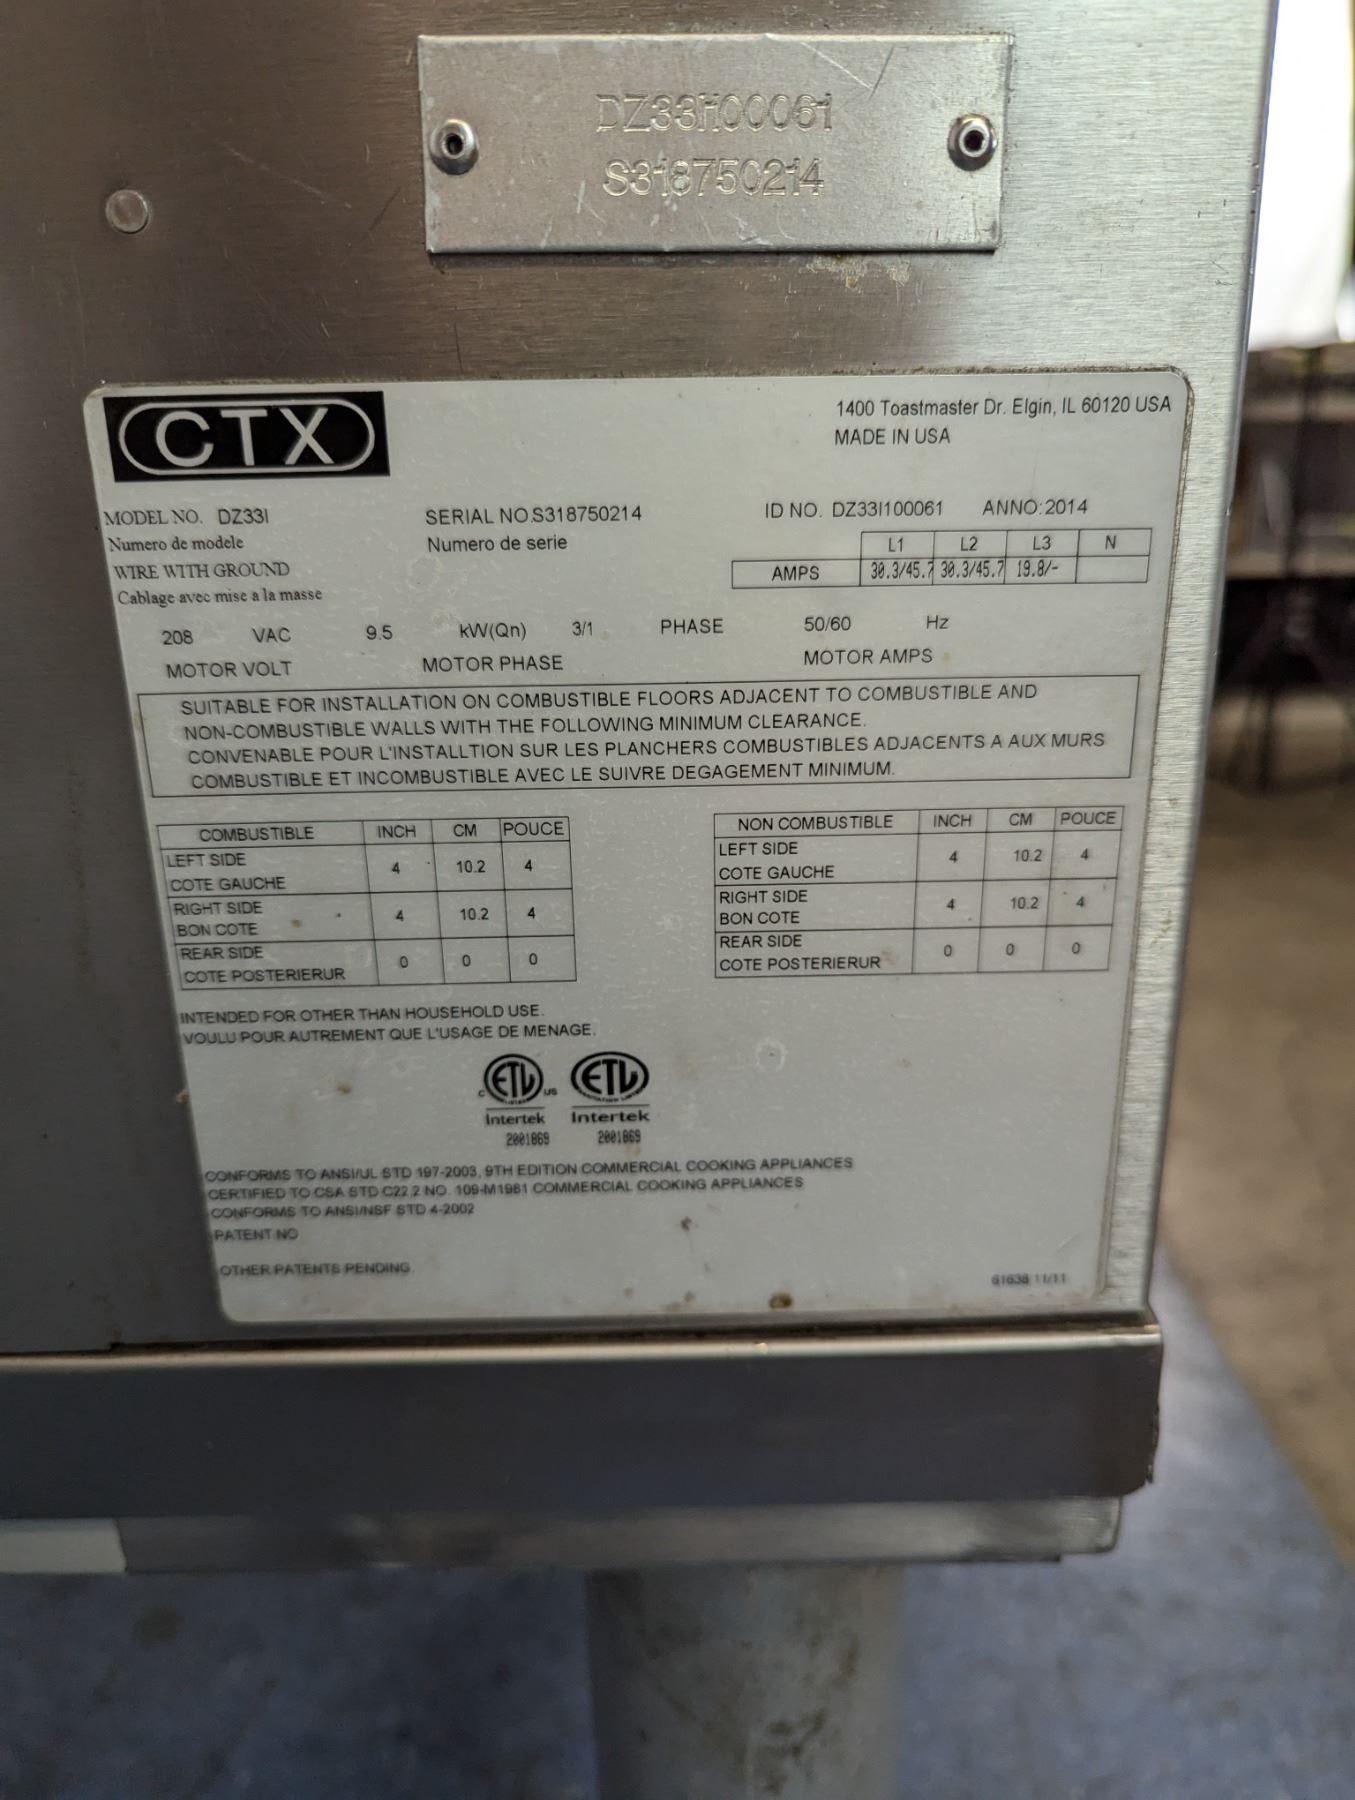 DZ33I100061
S318750214
CTX
1400 Toastmaster Dr. Elgin, IL 60120 USA
MADE IN USA
MODEL NO. DZ33I SERIAL NO.S318750214 ID NO. DZ33I100061 ANNO:2014
Numero de modele Numero de serie
L1 L2 L3 N
WIRE WITH GROUND
AMPS 30.3/45.7 30.3/45.7 19.8/-
Cablage avec mise a la masse
208 VAC 9.5 kW(Qn) 3/1 PHASE 50/60 Hz
MOTOR VOLT MOTOR PHASE MOTOR AMPS
SUITABLE FOR INSTALLATION ON COMBUSTIBLE FLOORS ADJACENT TO COMBUSTIBLE AND
NON-COMBUSTIBLE WALLS WITH THE FOLLOWING MINIMUM CLEARANCE.
CONVENABLE POUR L'INSTALLTION SUR LES PLANCHERS COMBUSTIBLES ADJACENTS A AUX MURS
COMBUSTIBLE ET INCOMBUSTIBLE AVEC LE SUIVRE DEGAGEMENT MINIMUM.
COMBUSTIBLE INCH CM POUCE
LEFT SIDE
COTE GAUCHE 4 10.2 4
RIGHT SIDE
BON COTE 4 10.2 4
REAR SIDE
COTE POSTERIERUR 0 0 0
NON COMBUSTIBLE INCH CM POUCE
LEFT SIDE
COTE GAUCHE 4 10.2 4
RIGHT SIDE
BON COTE 4 10.2 4
REAR SIDE
COTE POSTERIERUR 0 0 0
INTENDED FOR OTHER THAN HOUSEHOLD USE.
VOULU POUR AUTREMENT QUE L'USAGE DE MENAGE.
C ETL US ETL
Intertek Intertek
2001869 2001869
CONFORMS TO ANSI/UL STD 197-2003, 9TH EDITION COMMERCIAL COOKING APPLIANCES
CERTIFIED TO CSA STD C22.2 NO. 109-M1981 COMMERCIAL COOKING APPLIANCES
CONFORMS TO ANSI/NSF STD 4-2002
PATENT NO
OTHER PATENTS PENDING.
61638 11/11